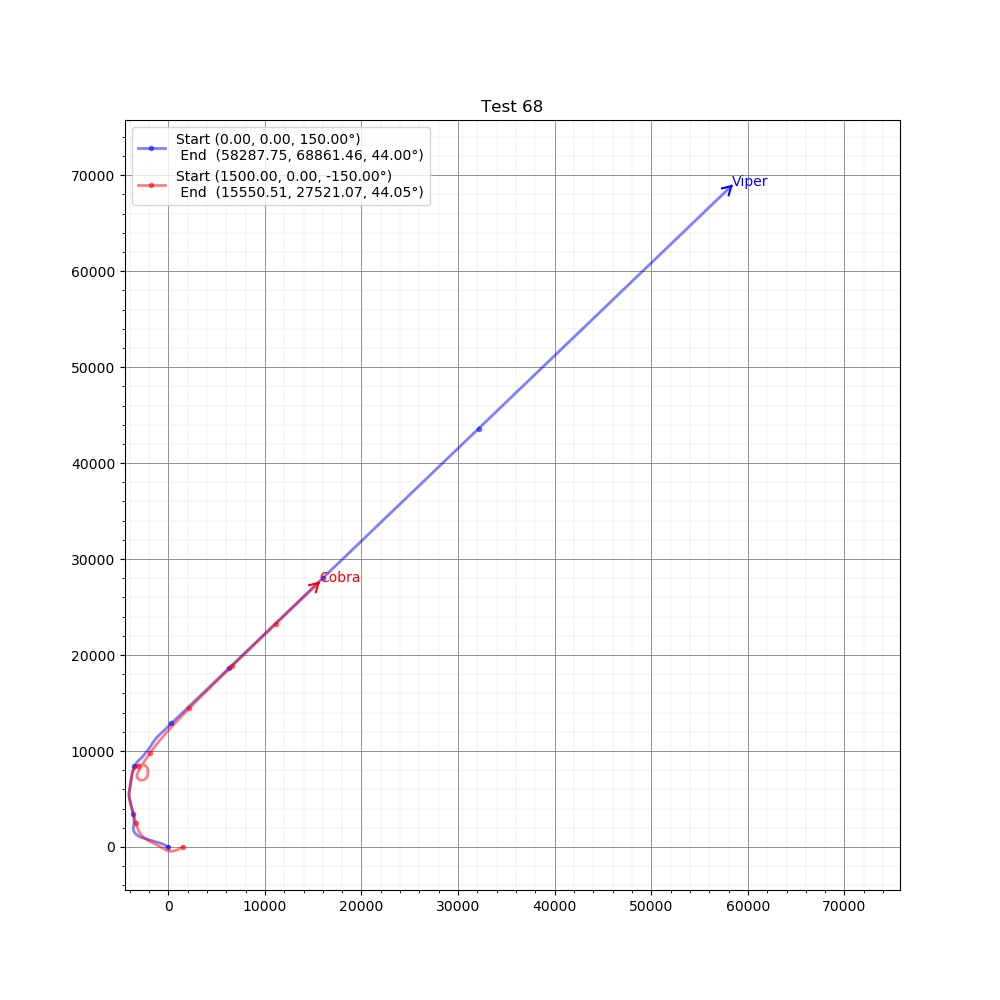 Test 68
Start (0.00, 0.00, 150.00°)
End (58287.75, 68861.46, 44.00°)
Start (1500.00, 0.00, -150.00°)
End (15550.51, 27521.07, 44.05°)
70000
Viper
60000
50000
40000
30000
Cobra
20000
10000
0
0 10000 20000 30000 40000 50000 60000 70000